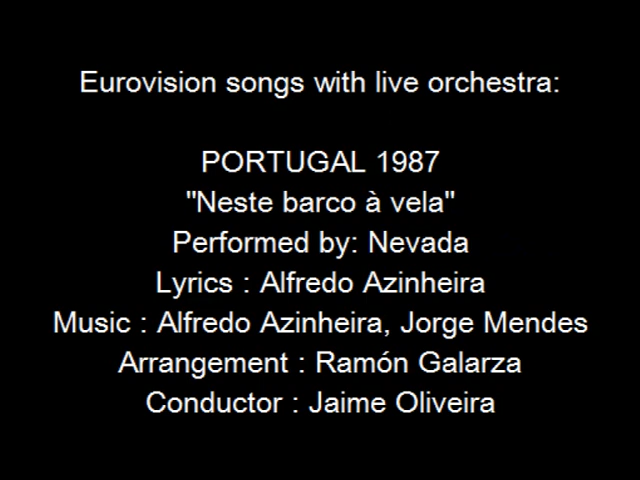 Eurovision songs with live orchestra:
PORTUGAL 1987
"Neste barco à vela"
Performed by: Nevada
Lyrics : Alfredo Azinheira
Music : Alfredo Azinheira, Jorge Mendes
Arrangement : Ramón Galarza
Conductor : Jaime Oliveira